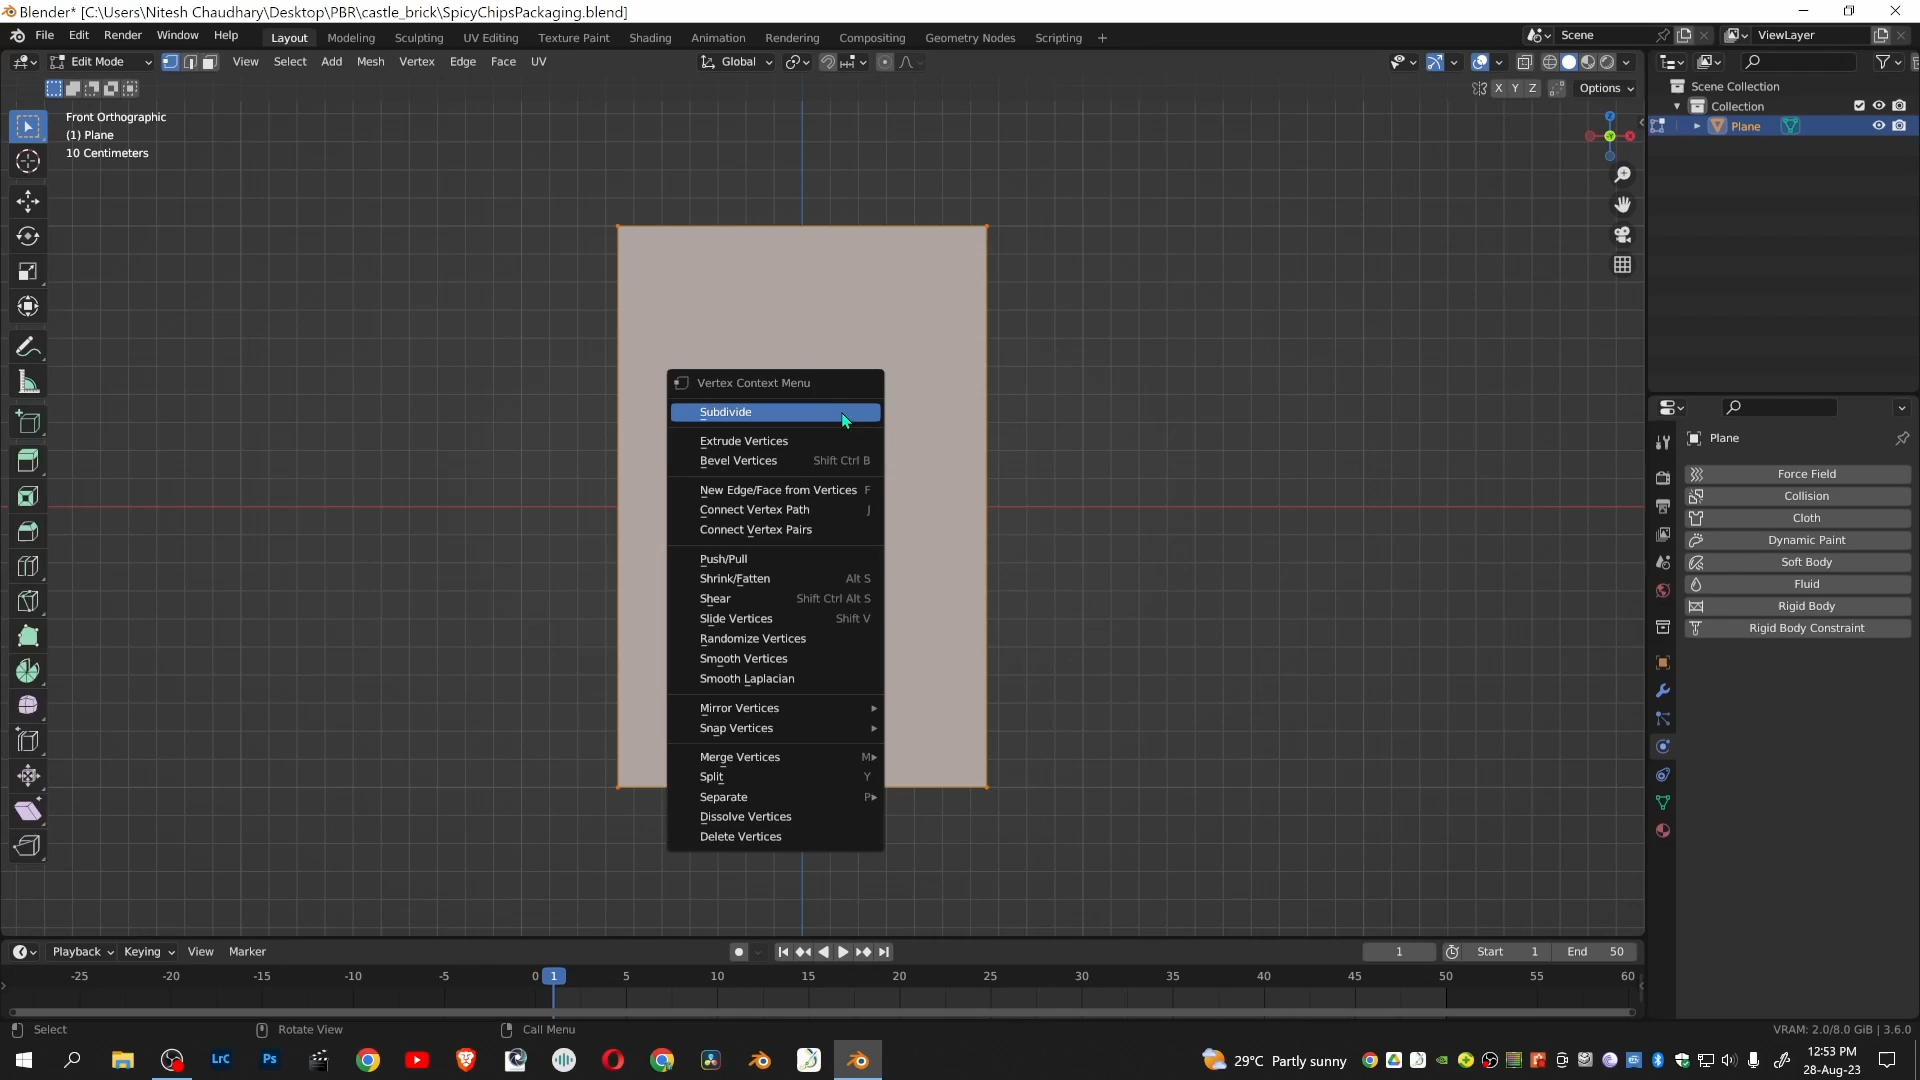 Blender* [C:\Users\Nitesh Chaudhary\Desktop\PBR\castle_brick\SpicyChipsPackaging.blend]
File Edit Render Window Help Layout Modeling Sculpting UV Editing Texture Paint Shading Animation Rendering Compositing Geometry Nodes Scripting + Scene ViewLayer
Edit Mode View Select Add Mesh Vertex Edge Face UV Global
X Y Z Options
Scene Collection
Collection
Plane
Front Orthographic
(1) Plane
10 Centimeters
Z
X
Y
Vertex Context Menu
Subdivide
Extrude Vertices
Bevel Vertices Shift Ctrl B
New Edge/Face from Vertices F
Connect Vertex Path J
Connect Vertex Pairs
Push/Pull
Shrink/Fatten Alt S
Shear Shift Ctrl Alt S
Slide Vertices Shift V
Randomize Vertices
Smooth Vertices
Smooth Laplacian
Mirror Vertices
Snap Vertices
Merge Vertices M
Split Y
Separate P
Dissolve Vertices
Delete Vertices
Plane
Force Field
Collision
Cloth
Dynamic Paint
Soft Body
Fluid
Rigid Body
Rigid Body Constraint
Playback Keying View Marker 1 Start 1 End 50
-25 -20 -15 -10 -5 0 1 5 10 15 20 25 30 35 40 45 50 55 60
Select Rotate View Call Menu VRAM: 2.0/8.0 GiB | 3.6.0
LrC Ps 29°C Partly sunny 12:53 PM
28-Aug-23